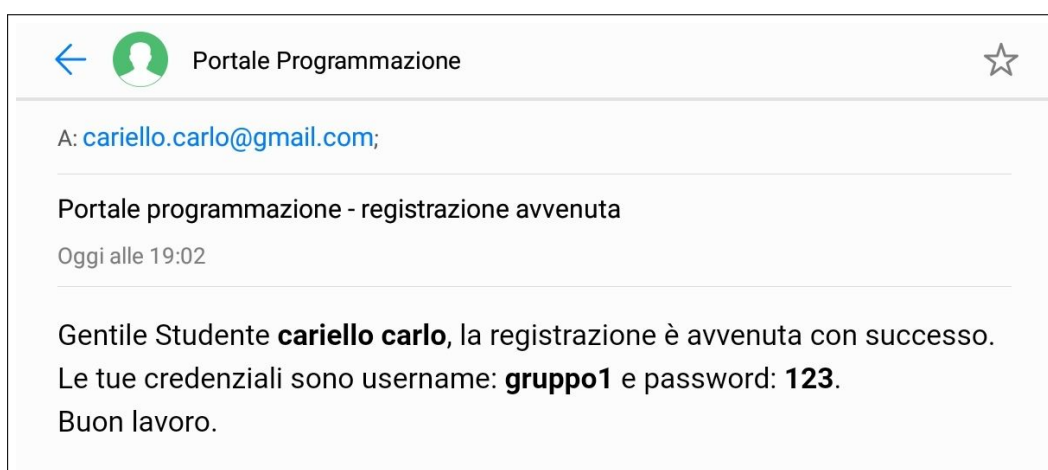 Portale Programmazione
A: cariello.carlo@gmail.com;
Portale programmazione - registrazione avvenuta
Oggi alle 19:02
Gentile Studente cariello carlo, la registrazione è avvenuta con successo.
Le tue credenziali sono username: gruppo1 e password: 123.
Buon lavoro.